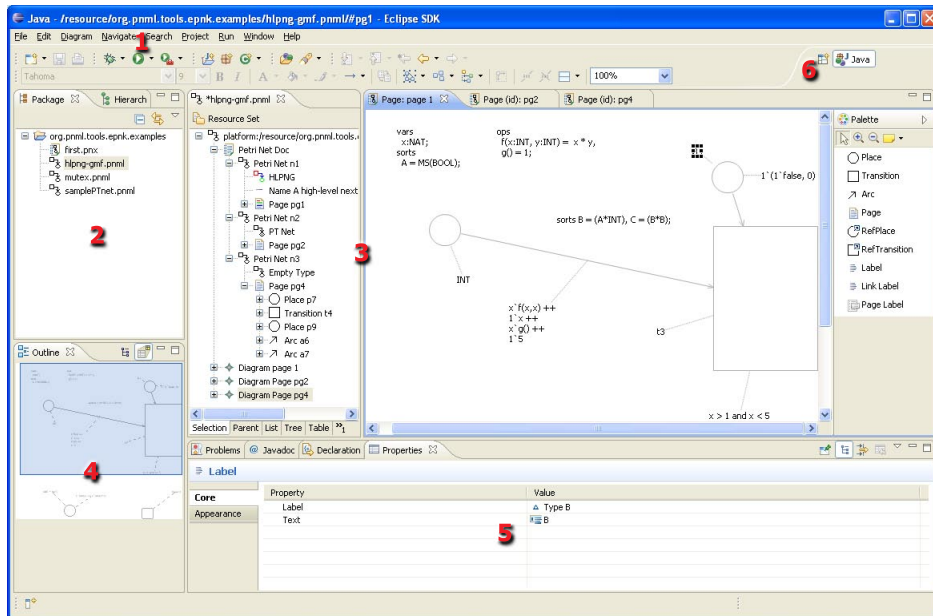 Java - /resource/org.pnml.tools.epnk.examples/hlpng-gmf.pnml/#pg1 - Eclipse SDK
File Edit Diagram Navigate Search Project Run Window Help
1
6
Java
Tahoma 9 B I A 100%
Package Hierarch
org.pnml.tools.epnk.examples
first.pnx
hlpng-gmf.pnml
mutex.pnml
samplePTnet.pnml
2
*hlpng-gmf.pnml
Resource Set
platform:/resource/org.pnml.tools.
Petri Net Doc
Petri Net n1
HLPNG
Name A high-level next
Page pg1
Petri Net n2
PT Net
Page pg2
Petri Net n3
Empty Type
Page pg4
Place p7
Transition t4
Place p9
Arc a6
Arc a7
Diagram page 1
Diagram Page pg2
Diagram Page pg4
Selection Parent List Tree Table »1
3
Page: page 1 Page (id): pg2 Page (id): pg4
vars
x:NAT;
sorts
A = MS(BOOL);
ops
f(x:INT, y:INT) = x * y,
g() = 1;
1`(1`false, 0)
sorts B = (A*INT), C = (B*B);
INT
x`f(x,x) ++
1`x ++
x`g() ++
1`5
t3
x > 1 and x < 5
Palette
Place
Transition
Arc
Page
RefPlace
RefTransition
Label
Link Label
Page Label
Outline
4
Problems Javadoc Declaration Properties
Label
Core
Appearance
Property Value
Label Type B
Text B
5